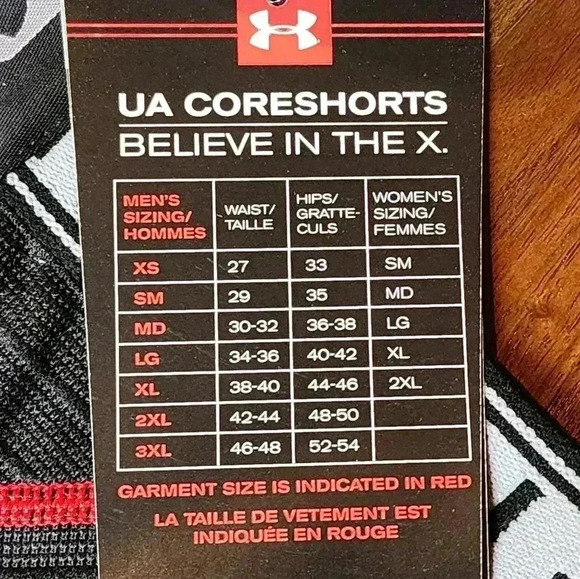 UA CORESHORTS
BELIEVE IN THE X.
MEN'S SIZING/ HOMMES WAIST/ TAILLE HIPS/ GRATTE-CULS WOMEN'S SIZING/ FEMMES
XS 27 33 SM
SM 29 35 MD
MD 30-32 36-38 LG
LG 34-36 40-42 XL
XL 38-40 44-46 2XL
2XL 42-44 48-50
3XL 46-48 52-54
GARMENT SIZE IS INDICATED IN RED
LA TAILLE DE VETEMENT EST
INDIQUÉE EN ROUGE